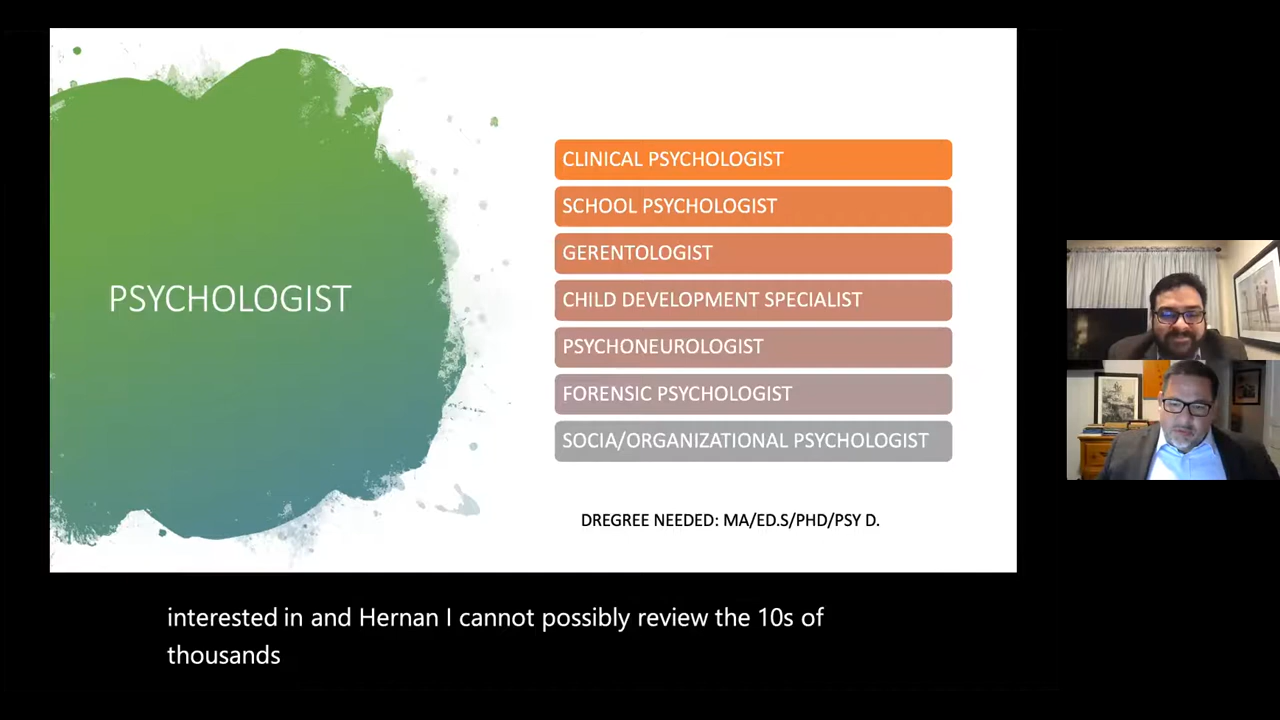 PSYCHOLOGIST
CLINICAL PSYCHOLOGIST
SCHOOL PSYCHOLOGIST
GERENTOLOGIST
CHILD DEVELOPMENT SPECIALIST
PSYCHONEUROLOGIST
FORENSIC PSYCHOLOGIST
SOCIA/ORGANIZATIONAL PSYCHOLOGIST
DREGREE NEEDED: MA/ED.S/PHD/PSY D.
interested in and Hernan I cannot possibly review the 10s of
thousands